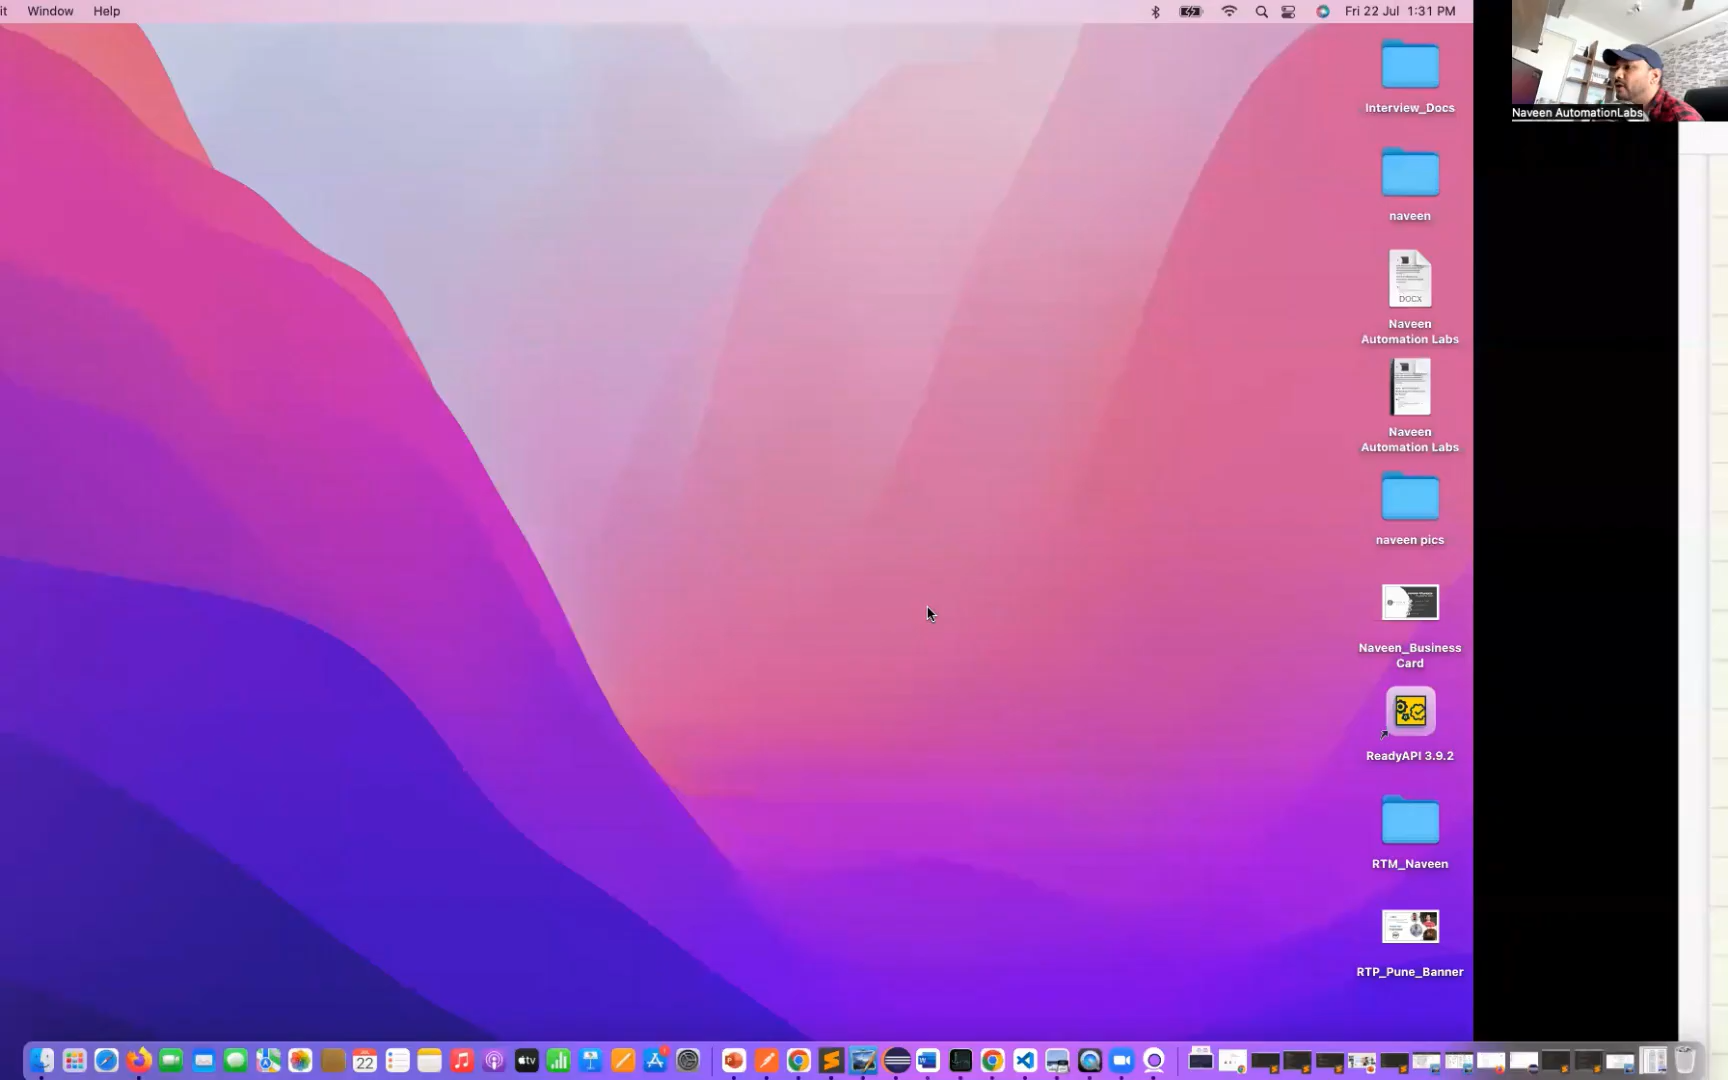 it Window Help Fri 22 Jul 1:31 PM
Naveen AutomationLabs
Interview_Docs
naveen
DOCX
Naveen
Automation Labs
Naveen
Automation Labs
naveen pics
Naveen_Business
Card
ReadyAPI 3.9.2
RTM_Naveen
RTP_Pune_Banner
22
tv